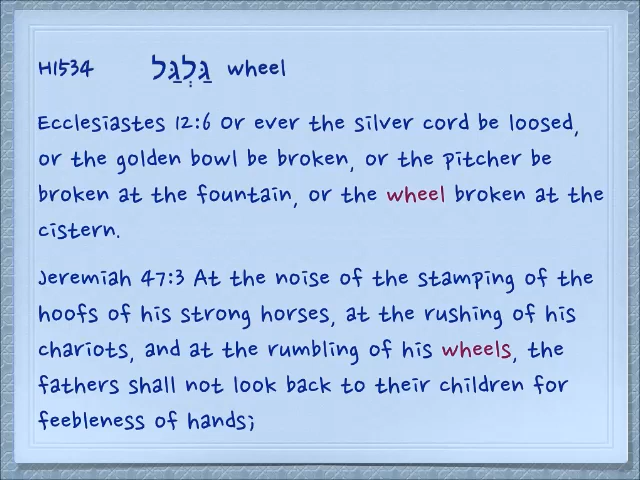 H1534 גַּלְגַּל wheel
Ecclesiastes 12:6 Or ever the silver cord be loosed,
or the golden bowl be broken, or the pitcher be
broken at the fountain, or the wheel broken at the
cistern.
Jeremiah 47:3 At the noise of the stamping of the
hoofs of his strong horses, at the rushing of his
chariots, and at the rumbling of his wheels, the
fathers shall not look back to their children for
feebleness of hands;